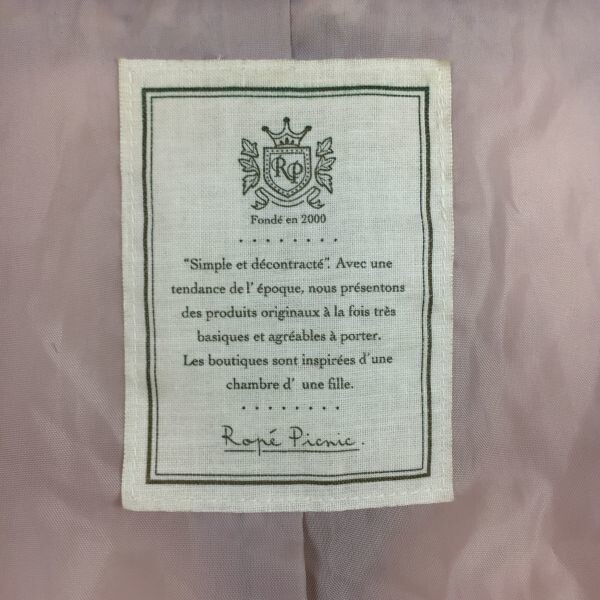 RP
Fondé en 2000
"Simple et décontracté". Avec une
tendance de l' époque, nous présentons
des produits originaux à la fois très
basiques et agréables à porter.
Les boutiques sont inspirées d'une
chambre d' une fille.
Ropé Picnic.